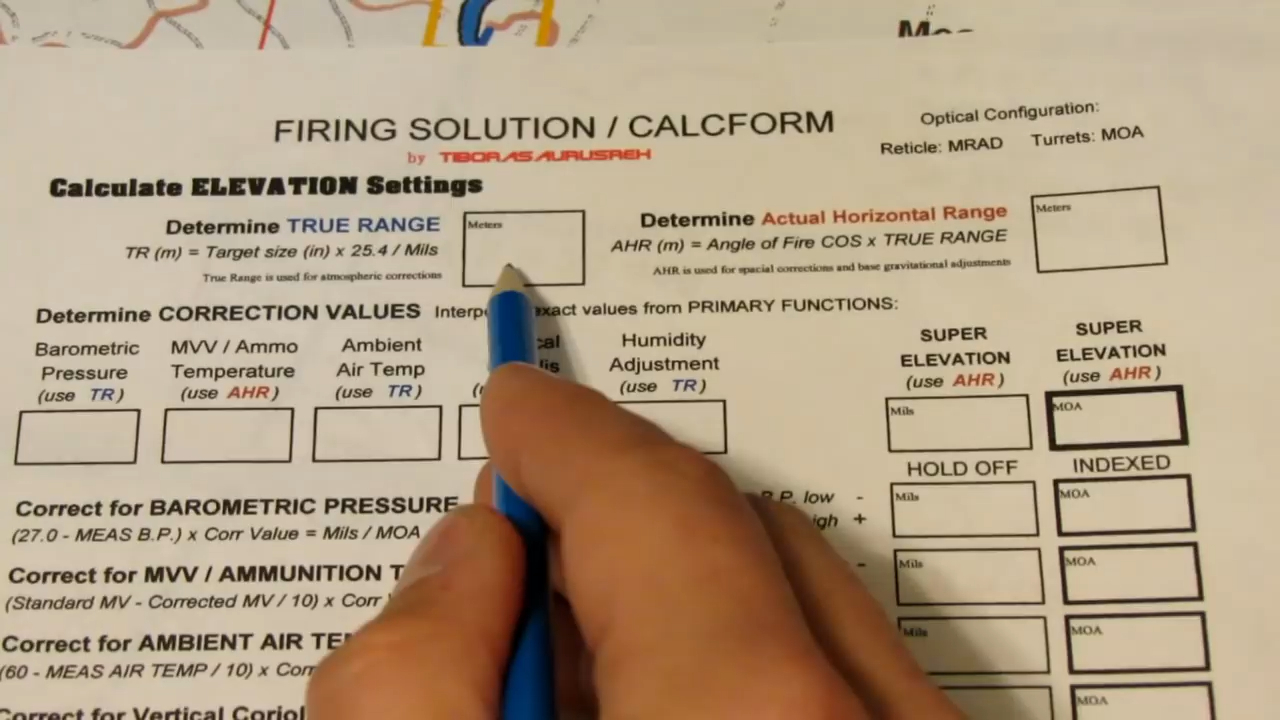 FIRING SOLUTION / CALCFORM
by TIBORASAURUSREX
Optical Configuration:
Reticle: MRAD Turrets: MOA
Calculate ELEVATION Settings
Determine TRUE RANGE
TR (m) = Target size (in) x 25.4 / Mils
True Range is used for atmospheric corrections
Meters
Determine Actual Horizontal Range
AHR (m) = Angle of Fire COS x TRUE RANGE
AHR is used for spacial corrections and base gravitational adjustments
Meters
Determine CORRECTION VALUES exact values from PRIMARY FUNCTIONS:
Barometric
Pressure
(use TR)
MVV / Ammo
Temperature
(use AHR)
Ambient
Air Temp
(use TR)
Humidity
Adjustment
(use TR)
SUPER
ELEVATION
(use AHR)
Mils
SUPER
ELEVATION
(use AHR)
MOA
HOLD OFF
INDEXED
Correct for BAROMETRIC PRESSURE
(27.0 - MEAS B.P.) x Corr Value = Mils / MOA
B.P. low -
+
Mils
MOA
Correct for MVV / AMMUNITION
(Standard MV - Corrected MV / 10) x Corr
-
Mils
MOA
Correct for AMBIENT AIR
(60 - MEAS AIR TEMP / 10) x
Mils
MOA
Correct for Vertical
MOA